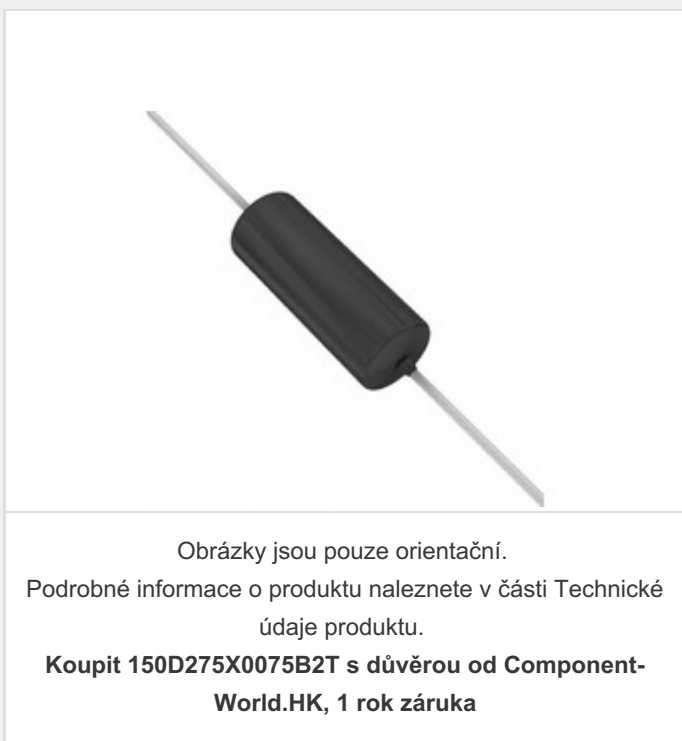 Obrázky jsou pouze orientační.
Podrobné informace o produktu naleznete v části Technické
údaje produktu.
Koupit 150D275X0075B2T s důvěrou od Component-
World.HK, 1 rok záruka